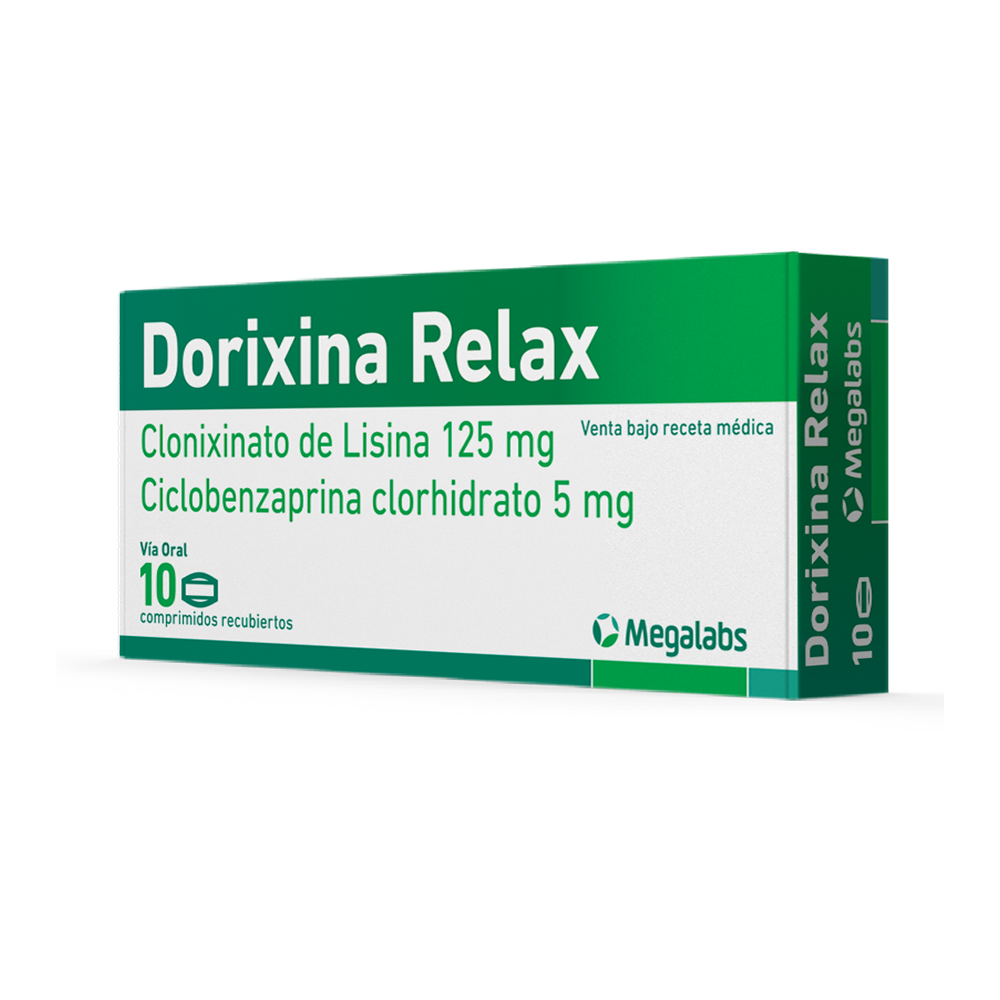 Dorixina Relax
Clonixinato de Lisina 125 mg
Venta bajo receta médica
Ciclobenzaprina clorhidrato 5 mg
Vía Oral
10
comprimidos recubiertos
Megalabs
Dorixina Relax
10
Megalabs